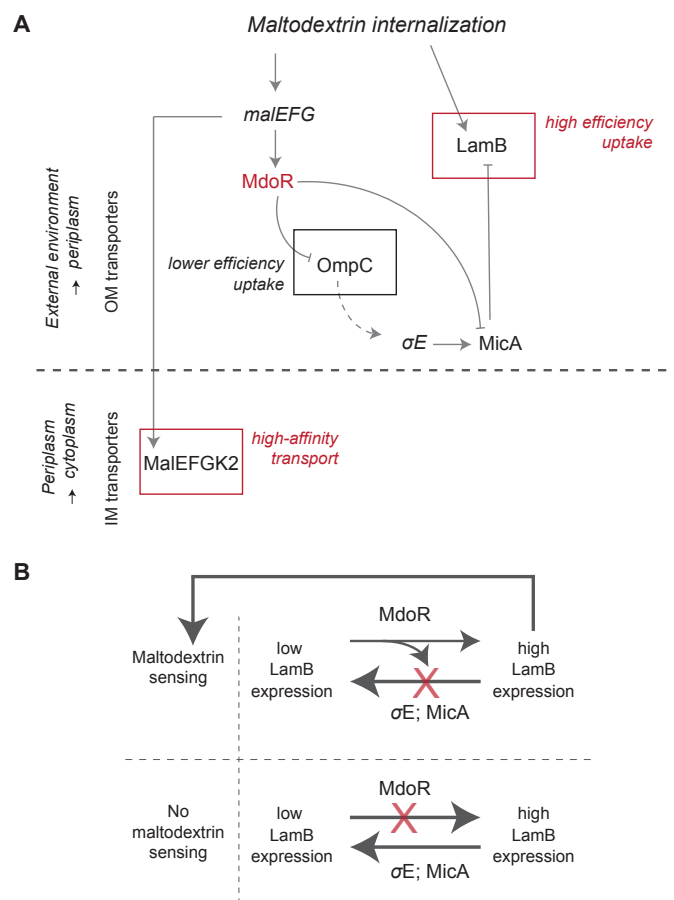 A
Maltodextrin internalization
malEFG
LamB
high efficiency
uptake
MdoR
External environment
→ periplasm
OM transporters
lower efficiency
uptake
OmpC
σE
MicA
Periplasm
→ cytoplasm
IM transporters
MalEFGK2
high-affinity
transport
B
Maltodextrin
sensing
low
LamB
expression
MdoR
σE; MicA
high
LamB
expression
No
maltodextrin
sensing
low
LamB
expression
MdoR
σE; MicA
high
LamB
expression